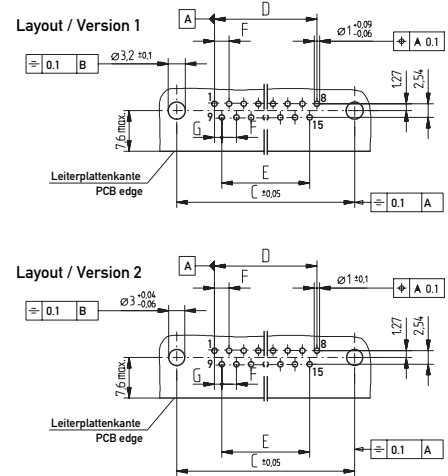 Layout / Version 1
A
D
F
ø1 +0,09 -0,06
⌖ A 0.1
⌯ 0.1 B
ø3,2 ±0,1
1
8
1.27
2,54
7,6 max.
9
G
F
15
Leiterplattenkante
PCB edge
E
C ±0,05
⌯ 0.1 A
Layout / Version 2
A
D
F
ø1 ±0,1
⌖ A 0.1
⌯ 0.1 B
ø3 +0,04 -0,06
1
8
1.27
2,54
7,6 max.
9
G
F
15
Leiterplattenkante
PCB edge
E
C ±0,05
⌯ 0.1 A